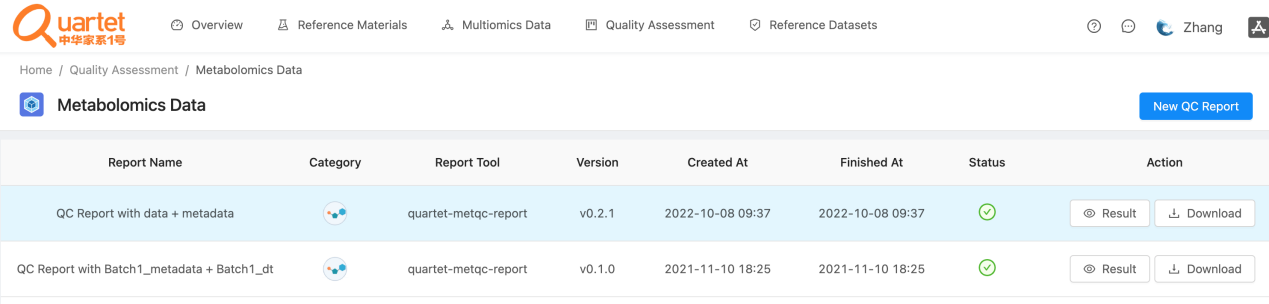 Quartet
中华家系1号
Overview Reference Materials Multiomics Data Quality Assessment Reference Datasets Zhang
Home / Quality Assessment / Metabolomics Data
Metabolomics Data New QC Report
Report Name Category Report Tool Version Created At Finished At Status Action
QC Report with data + metadata quartet-metqc-report v0.2.1 2022-10-08 09:37 2022-10-08 09:37 Result Download
QC Report with Batch1_metadata + Batch1_dt quartet-metqc-report v0.1.0 2021-11-10 18:25 2021-11-10 18:25 Result Download